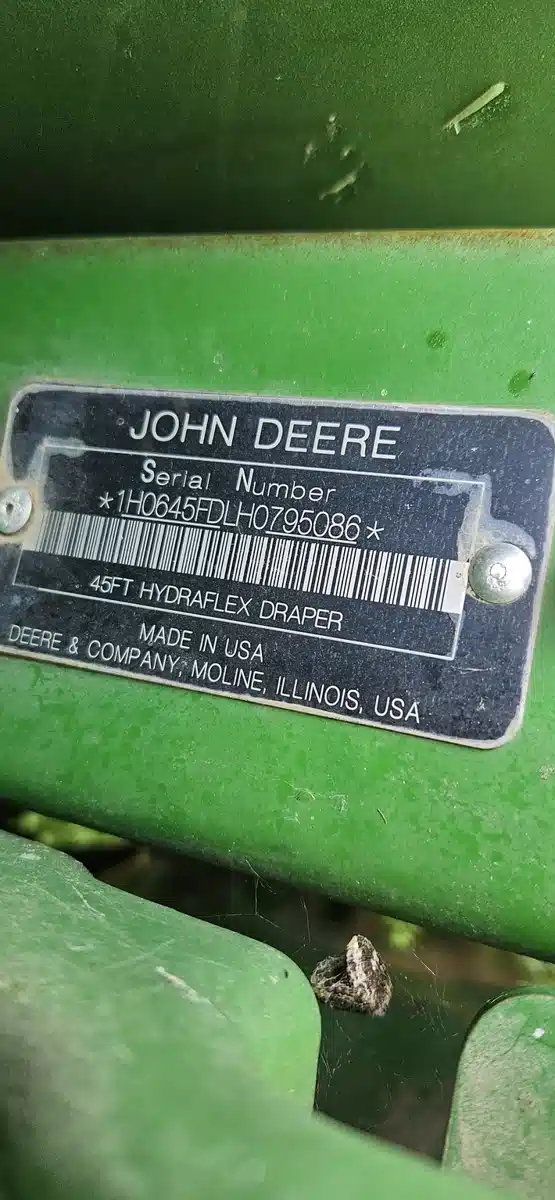 JOHN DEERE
Serial Number
*1H0645FDLH0795086*
45FT HYDRAFLEX DRAPER
MADE IN USA
DEERE & COMPANY, MOLINE, ILLINOIS, USA